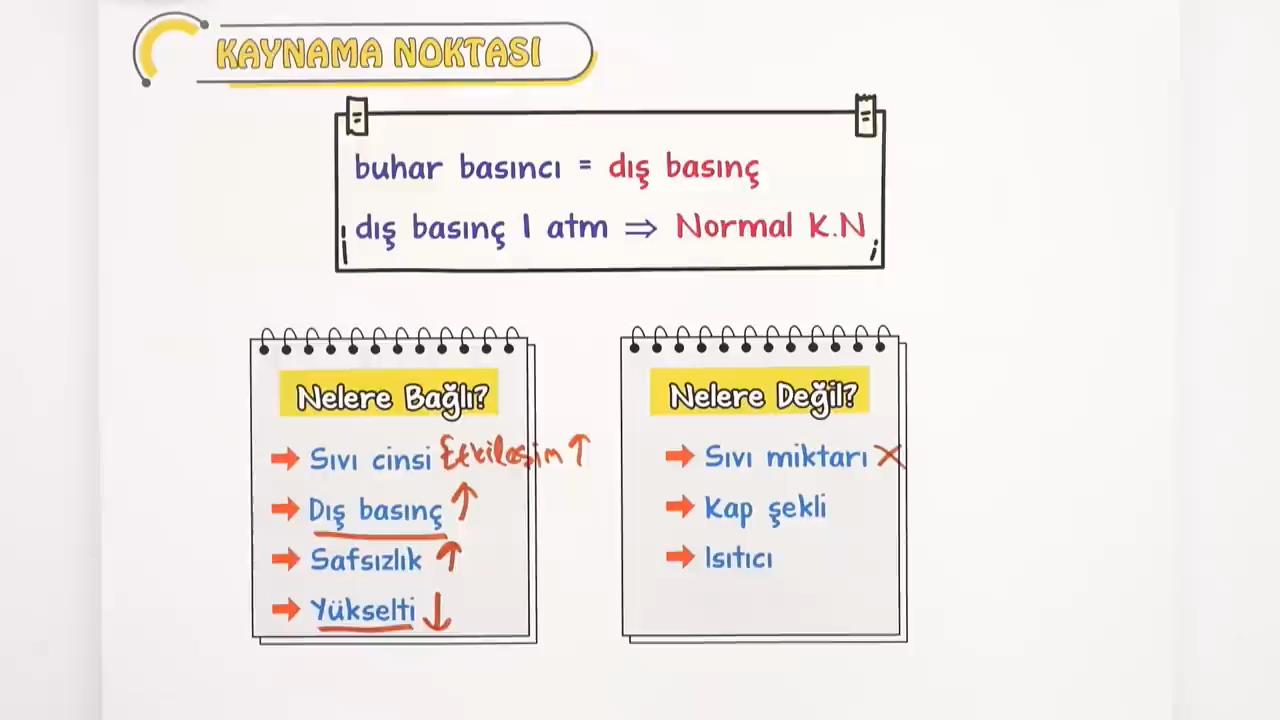 KAYNAMA NOKTASI
buhar basıncı = dış basınç
dış basınç 1 atm ⇒ Normal K.N
Nelere Bağlı?
→ Sıvı cinsi Etkileşim ↑
→ Dış basınç ↑
→ Safsızlık ↑
→ Yükselti ↓
Nelere Değil?
→ Sıvı miktarı X
→ Kap şekli
→ Isıtıcı